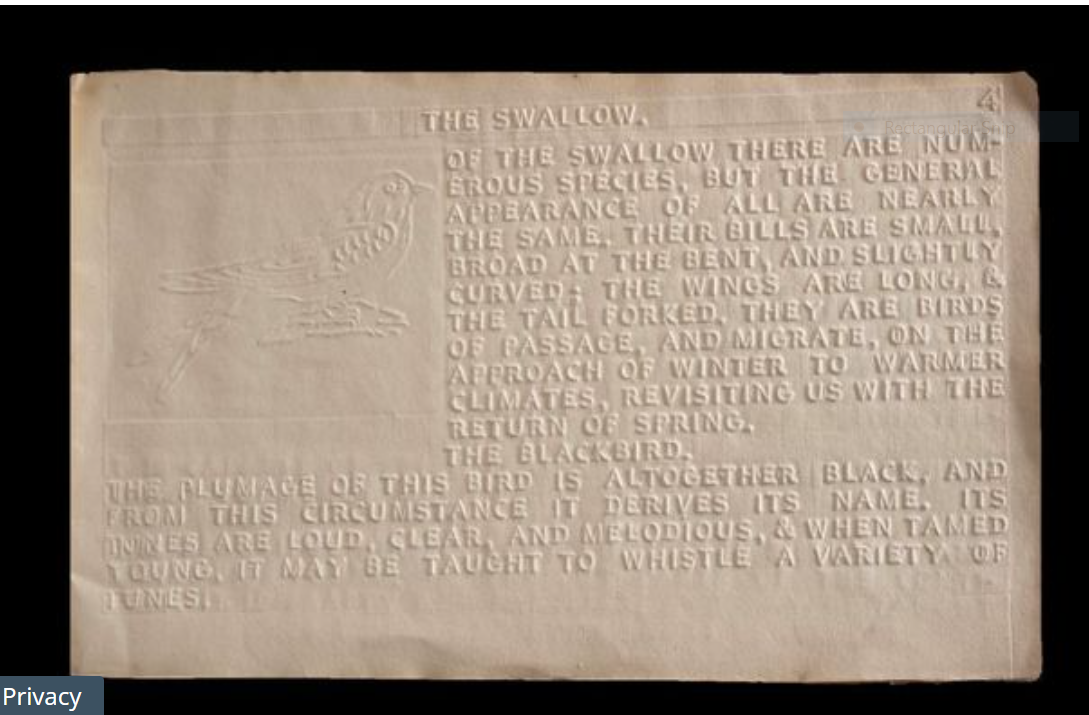 4
THE SWALLOW.
OF THE SWALLOW THERE ARE NUM-
EROUS SPECIES, BUT THE GENERAL
APPEARANCE OF ALL ARE NEARLY
THE SAME. THEIR BILLS ARE SMALL,
BROAD AT THE BENT, AND SLIGHTLY
CURVED; THE WINGS ARE LONG, &
THE TAIL FORKED. THEY ARE BIRDS
OF PASSAGE, AND MIGRATE, ON THE
APPROACH OF WINTER TO WARMER
CLIMATES, REVISITING US WITH THE
RETURN OF SPRING.
THE BLACKBIRD.
THE PLUMAGE OF THIS BIRD IS ALTOGETHER BLACK, AND
FROM THIS CIRCUMSTANCE IT DERIVES ITS NAME. ITS
TUNES ARE LOUD, CLEAR, AND MELODIOUS, & WHEN TAMED
YOUNG, IT MAY BE TAUGHT TO WHISTLE A VARIETY OF
TUNES.
Privacy